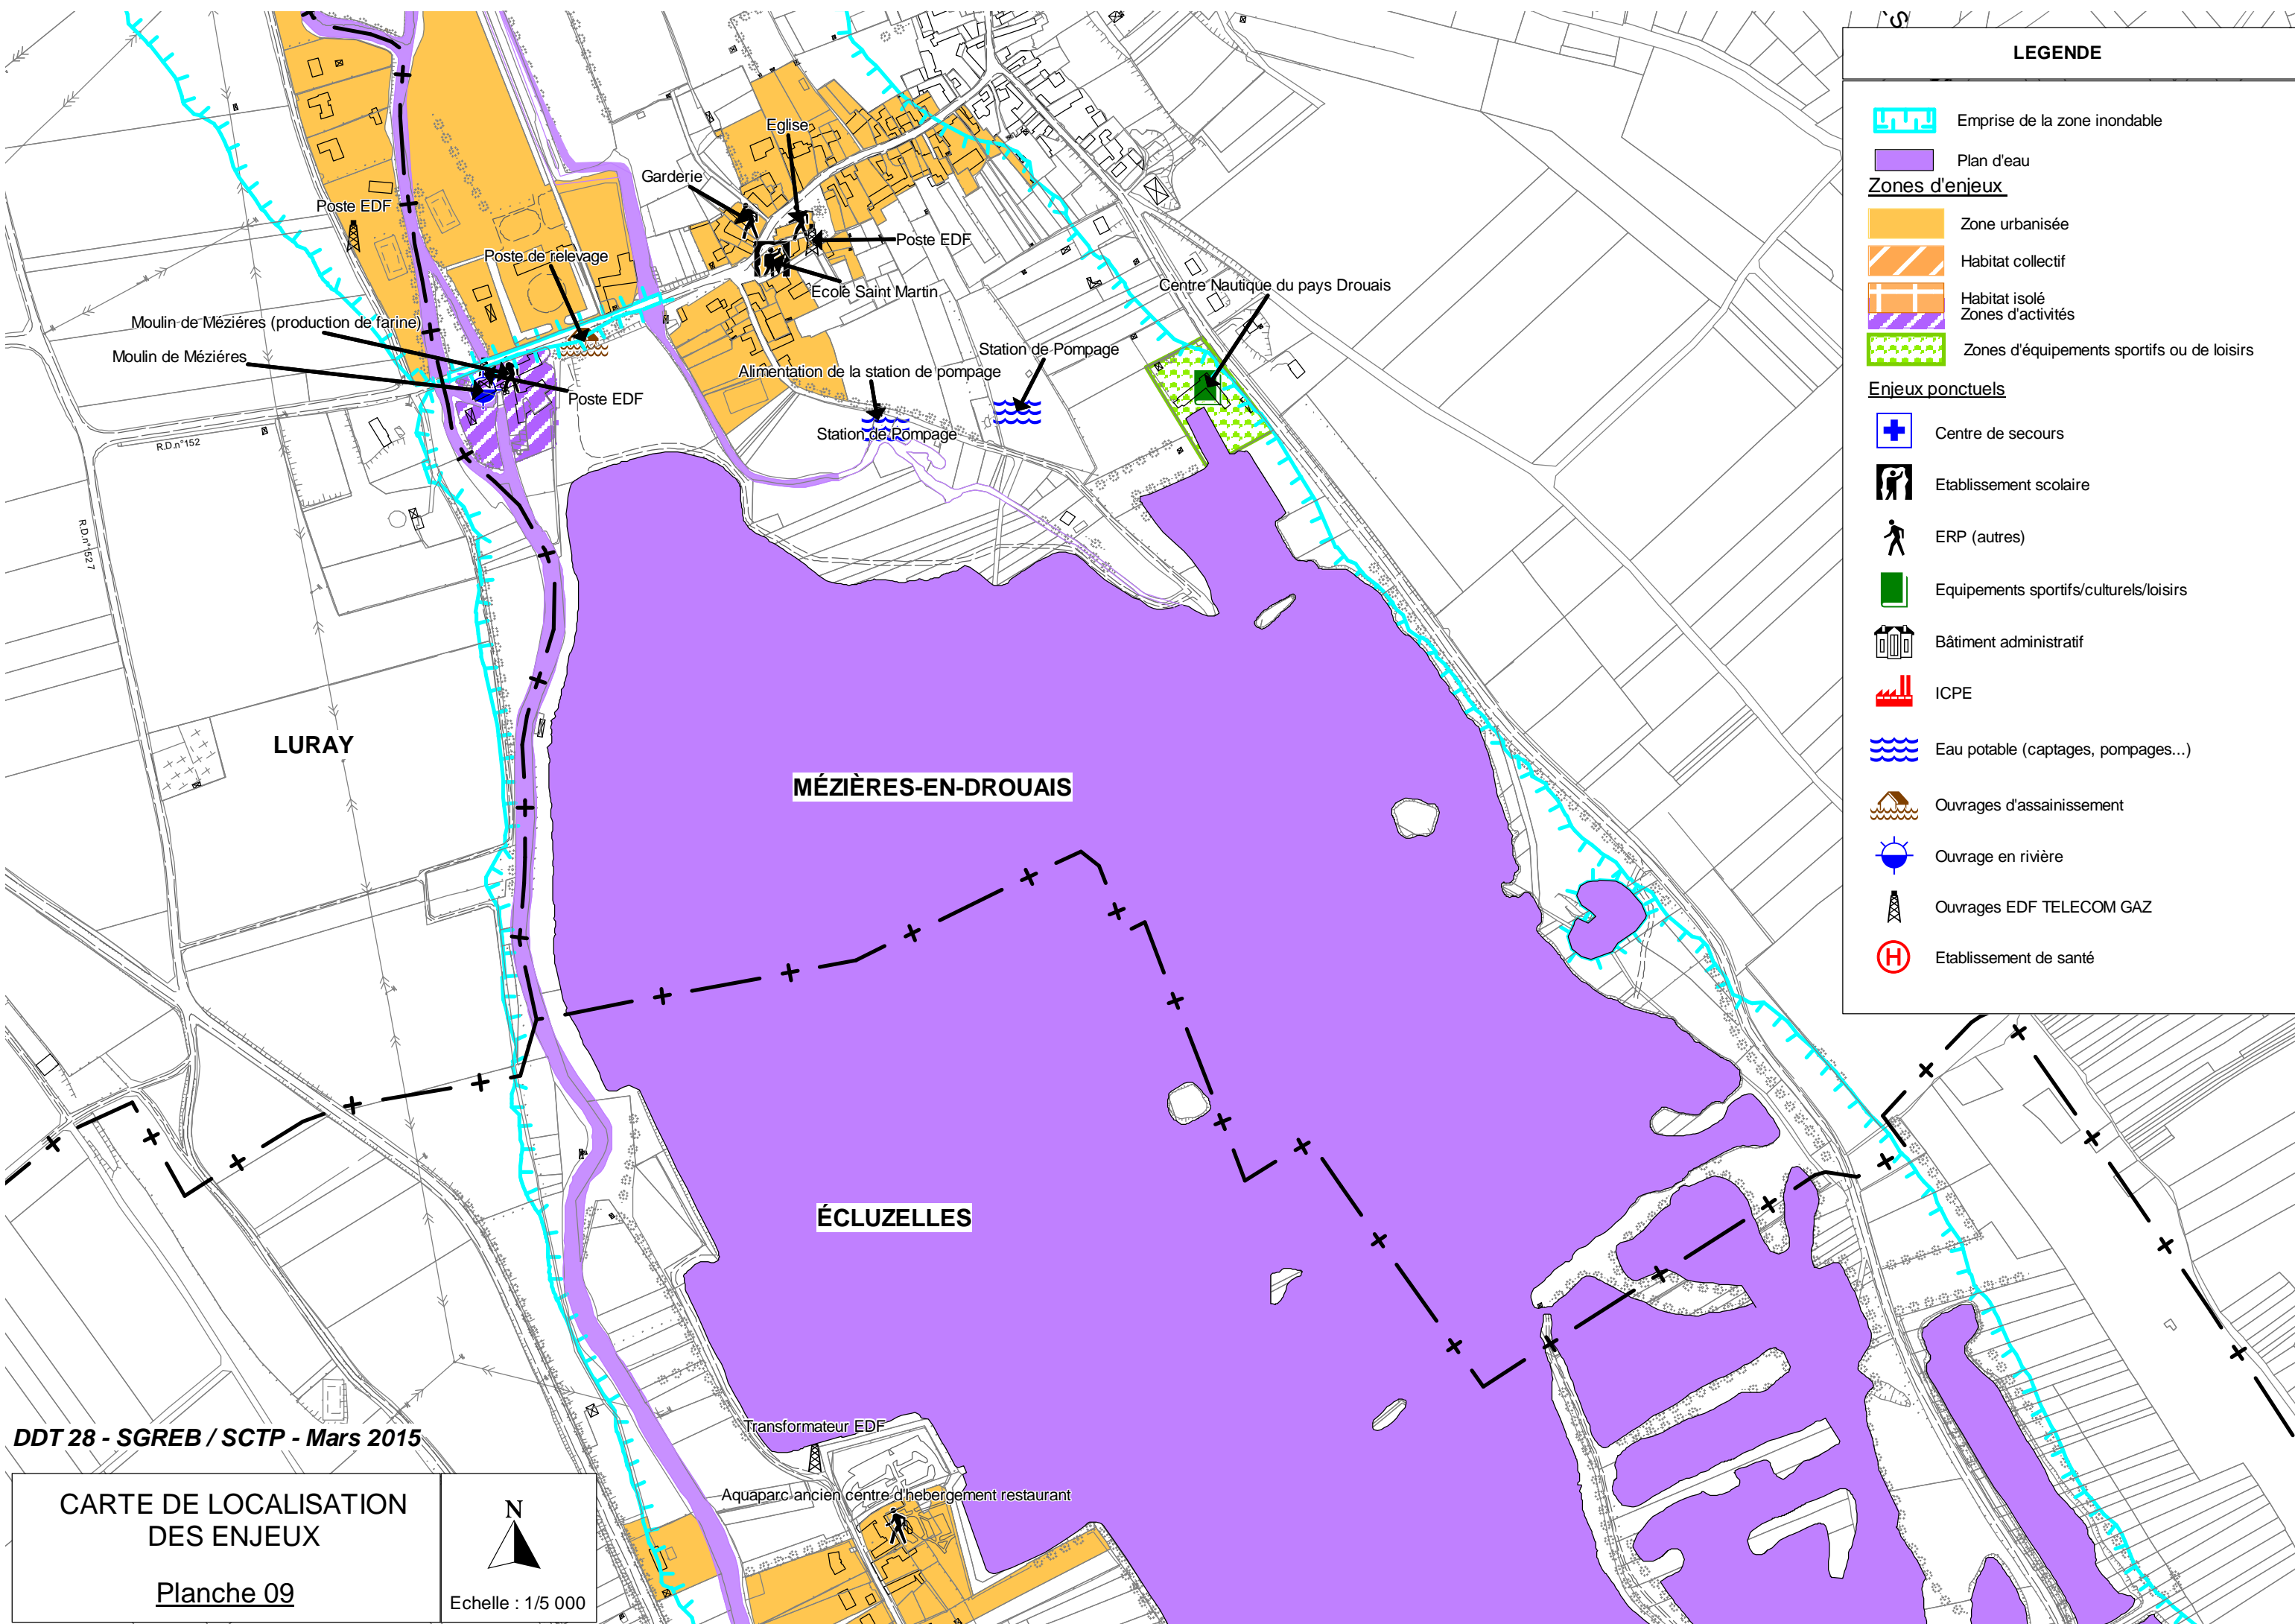 Eglise
Garderie
Poste EDF
Poste EDF
Poste de relevage
Ecole Saint Martin
Centre Nautique du pays Drouais
Moulin de Méziéres (production de farine)
Moulin de Méziéres
Station de Pompage
Alimentation de la station de pompage
Poste EDF
Station de Pompage
R.D.n°152
LURAY
MÉZIÈRES-EN-DROUAIS
ÉCLUZELLES
Transformateur EDF
Aquaparc ancien centre d'hebergement restaurant
DDT 28 - SGREB / SCTP - Mars 2015
CARTE DE LOCALISATION
DES ENJEUX
Planche 09
N
Echelle : 1/5 000
LEGENDE
Emprise de la zone inondable
Plan d'eau
Zones d'enjeux
Zone urbanisée
Habitat collectif
Habitat isolé
Zones d'activités
Zones d'équipements sportifs ou de loisirs
Enjeux ponctuels
Centre de secours
Etablissement scolaire
ERP (autres)
Equipements sportifs/culturels/loisirs
Bâtiment administratif
ICPE
Eau potable (captages, pompages...)
Ouvrages d'assainissement
Ouvrage en rivière
Ouvrages EDF TELECOM GAZ
H
Etablissement de santé